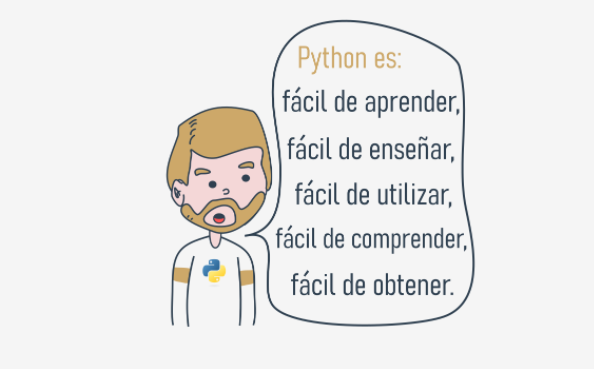 Python es:
fácil de aprender,
fácil de enseñar,
fácil de utilizar,
fácil de comprender,
fácil de obtener.